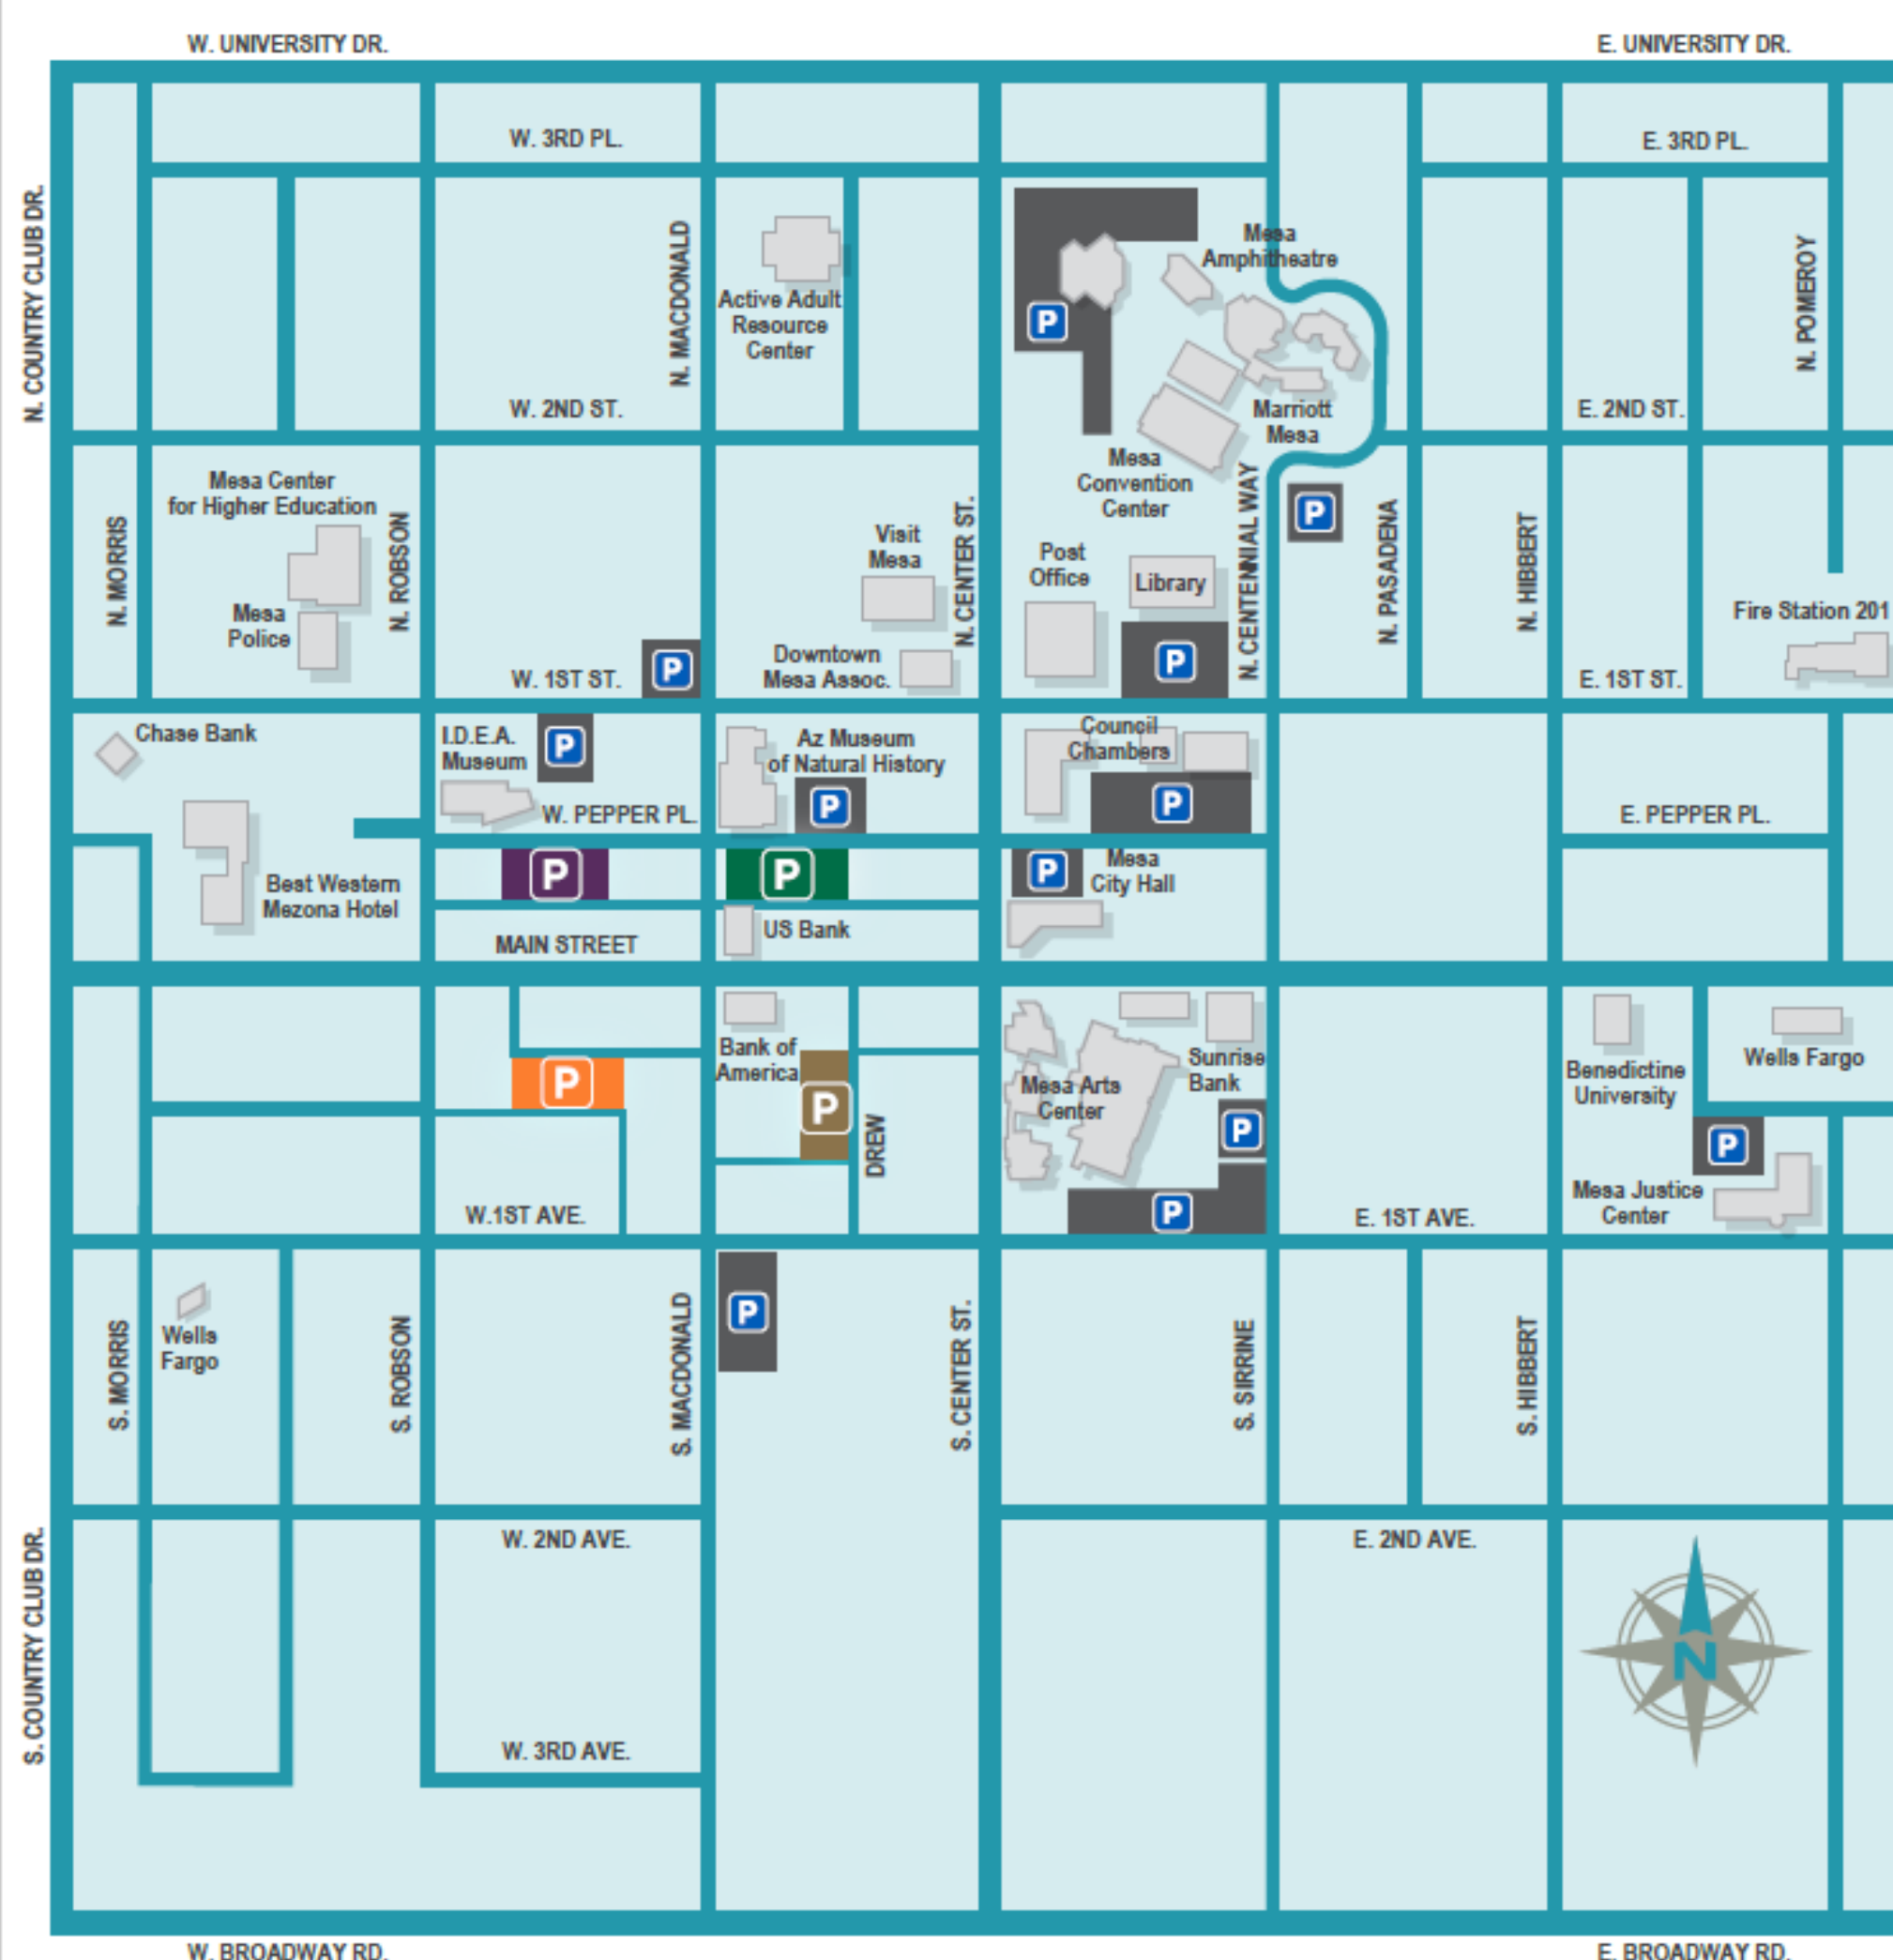 W. UNIVERSITY DR.
E. UNIVERSITY DR.
W. 3RD PL.
E. 3RD PL.
N. COUNTRY CLUB DR.
N. MACDONALD
Active Adult
Resource
Center
P
Mesa
Amphitheatre
N. POMEROY
W. 2ND ST.
Marriott
Mesa
E. 2ND ST.
Mesa
Convention
Center
Mesa Center
for Higher Education
N. MORRIS
N. ROBSON
Mesa
Police
Visit
Mesa
N. CENTER ST.
Post
Office
Library
N. CENTENNIAL WAY
P
N. PASADENA
N. HIBBERT
Fire Station 201
W. 1ST ST.
P
Downtown
Mesa Assoc.
P
E. 1ST ST.
Chase Bank
I.D.E.A.
Museum
P
Az Museum
of Natural History
P
Council
Chambers
P
W. PEPPER PL.
E. PEPPER PL.
Best Western
Mezona Hotel
P
P
P
Mesa
City Hall
US Bank
MAIN STREET
P
Bank of
America
P
DREW
Mesa Arts
Center
Sunrise
Bank
P
P
Benedictine
University
Wells Fargo
P
Mesa Justice
Center
W.1ST AVE.
E. 1ST AVE.
Wells
Fargo
P
S. MORRIS
S. ROBSON
S. MACDONALD
S. CENTER ST.
S. SIRRINE
S. HIBBERT
W. 2ND AVE.
E. 2ND AVE.
S. COUNTRY CLUB DR.
N
W. 3RD AVE.
W. BROADWAY RD.
E. BROADWAY RD.